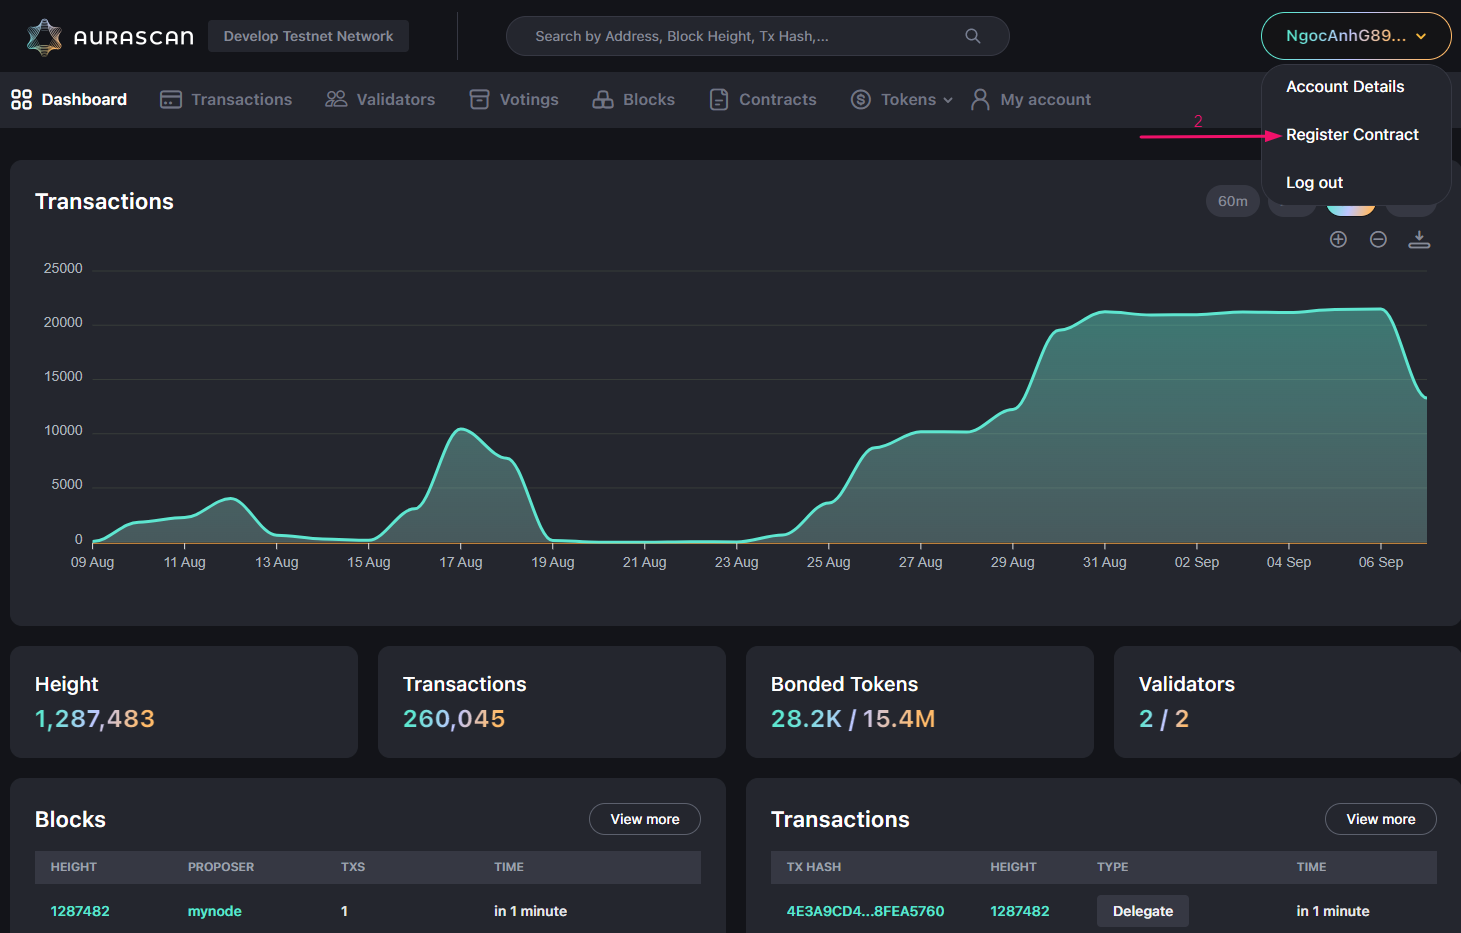 AURASCAN Develop Testnet Network Search by Address, Block Height, Tx Hash,... NgocAnhG89...
Account Details
Dashboard Transactions Validators Votings Blocks Contracts Tokens My account
2
Register Contract
Log out
Transactions
60m
25000
20000
15000
10000
5000
0
09 Aug 11 Aug 13 Aug 15 Aug 17 Aug 19 Aug 21 Aug 23 Aug 25 Aug 27 Aug 29 Aug 31 Aug 02 Sep 04 Sep 06 Sep
Height Transactions Bonded Tokens Validators
1,287,483 260,045 28.2K / 15.4M 2 / 2
Blocks View more Transactions View more
HEIGHT PROPOSER TXS TIME TX HASH HEIGHT TYPE TIME
1287482 mynode 1 in 1 minute 4E3A9CD4...8FEA5760 1287482 Delegate in 1 minute